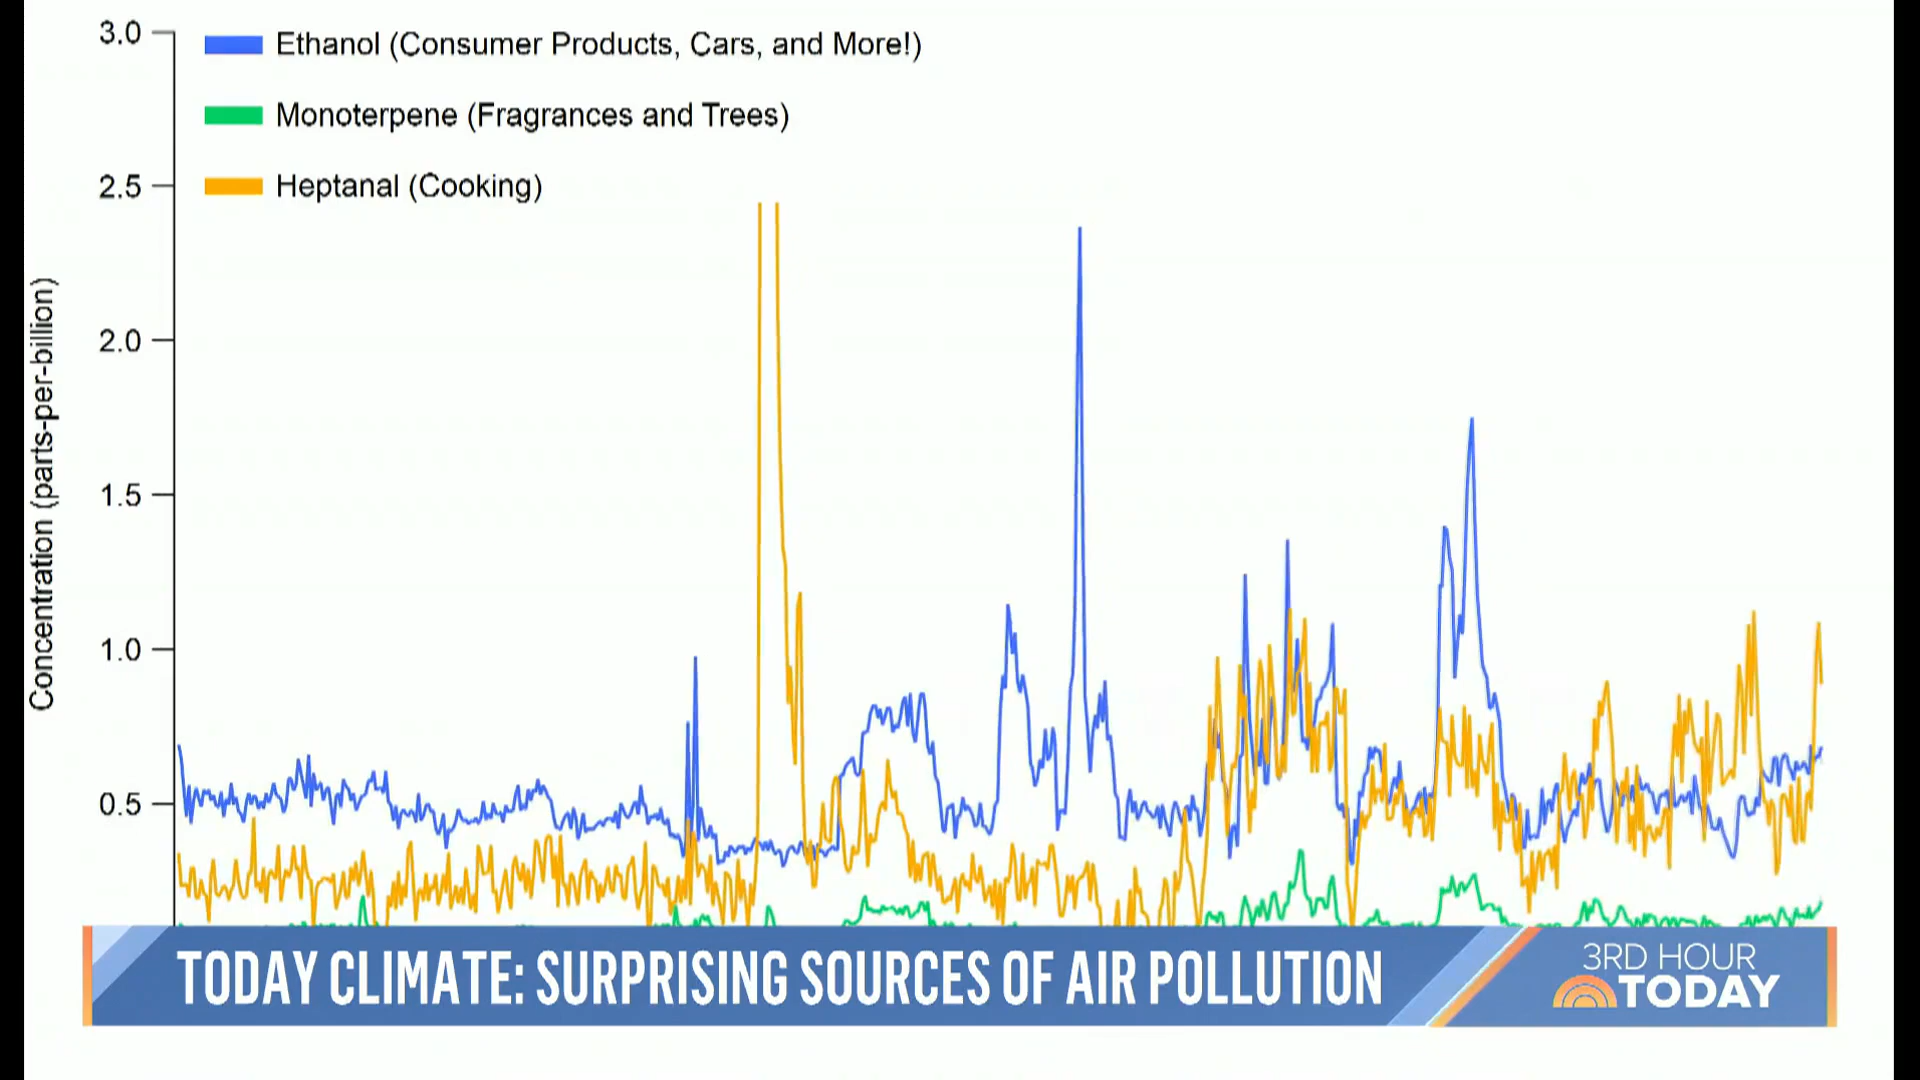 3.0
Ethanol (Consumer Products, Cars, and More!)
Monoterpene (Fragrances and Trees)
2.5
Heptanal (Cooking)
2.0
1.5
1.0
0.5
Concentration (parts-per-billion)
TODAY CLIMATE: SURPRISING SOURCES OF AIR POLLUTION
3RD HOUR
TODAY